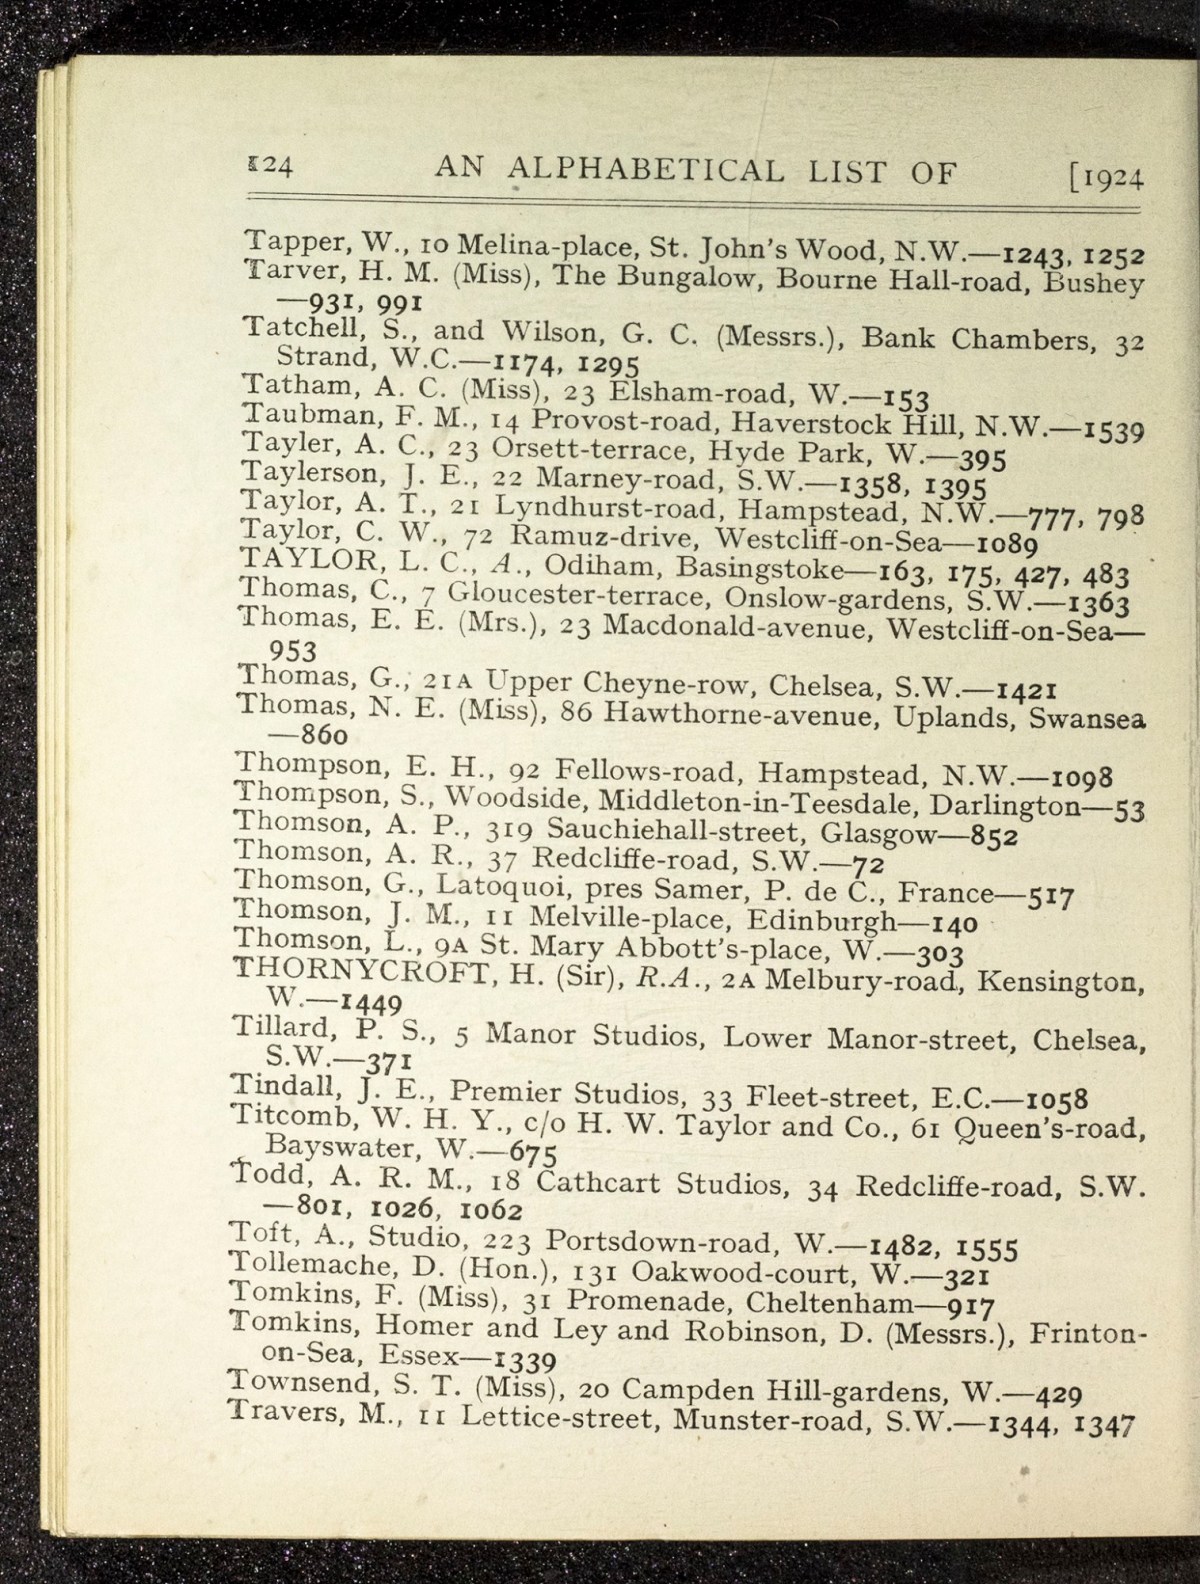 124 AN ALPHABETICAL LIST OF [1924
Tapper, W., 10 Melina-place, St. John's Wood, N.W.—1243, 1252
Tarver, H. M. (Miss), The Bungalow, Bourne Hall-road, Bushey
—931, 991
Tatchell, S., and Wilson, G. C. (Messrs.), Bank Chambers, 32
Strand, W.C.—1174, 1295
Tatham, A. C. (Miss), 23 Elsham-road, W.—153
Taubman, F. M., 14 Provost-road, Haverstock Hill, N.W.—1539
Tayler, A. C., 23 Orsett-terrace, Hyde Park, W.—395
Taylerson, J. E., 22 Marney-road, S.W.—1358, 1395
Taylor, A. T., 21 Lyndhurst-road, Hampstead, N.W.—777, 798
Taylor, C. W., 72 Ramuz-drive, Westcliff-on-Sea—1089
TAYLOR, L. C., A., Odiham, Basingstoke—163, 175, 427, 483
Thomas, C., 7 Gloucester-terrace, Onslow-gardens, S.W.—1363
Thomas, E. E. (Mrs.), 23 Macdonald-avenue, Westcliff-on-Sea—
953
Thomas, G., 21A Upper Cheyne-row, Chelsea, S.W.—1421
Thomas, N. E. (Miss), 86 Hawthorne-avenue, Uplands, Swansea
—860
Thompson, E. H., 92 Fellows-road, Hampstead, N.W.—1098
Thompson, S., Woodside, Middleton-in-Teesdale, Darlington—53
Thomson, A. P., 319 Sauchiehall-street, Glasgow—852
Thomson, A. R., 37 Redcliffe-road, S.W.—72
Thomson, G., Latoquoi, pres Samer, P. de C., France—517
Thomson, J. M., 11 Melville-place, Edinburgh—140
Thomson, L., 9A St. Mary Abbott's-place, W.—303
THORNYCROFT, H. (Sir), R.A., 2A Melbury-road, Kensington,
W.—1449
Tillard, P. S., 5 Manor Studios, Lower Manor-street, Chelsea,
S.W.—371
Tindall, J. E., Premier Studios, 33 Fleet-street, E.C.—1058
Titcomb, W. H. Y., c/o H. W. Taylor and Co., 61 Queen's-road,
Bayswater, W.—675
Todd, A. R. M., 18 Cathcart Studios, 34 Redcliffe-road, S.W.
—801, 1026, 1062
Toft, A., Studio, 223 Portsdown-road, W.—1482, 1555
Tollemache, D. (Hon.), 131 Oakwood-court, W.—321
Tomkins, F. (Miss), 31 Promenade, Cheltenham—917
Tomkins, Homer and Ley and Robinson, D. (Messrs.), Frinton-
on-Sea, Essex—1339
Townsend, S. T. (Miss), 20 Campden Hill-gardens, W.—429
Travers, M., 11 Lettice-street, Munster-road, S.W.—1344, 1347